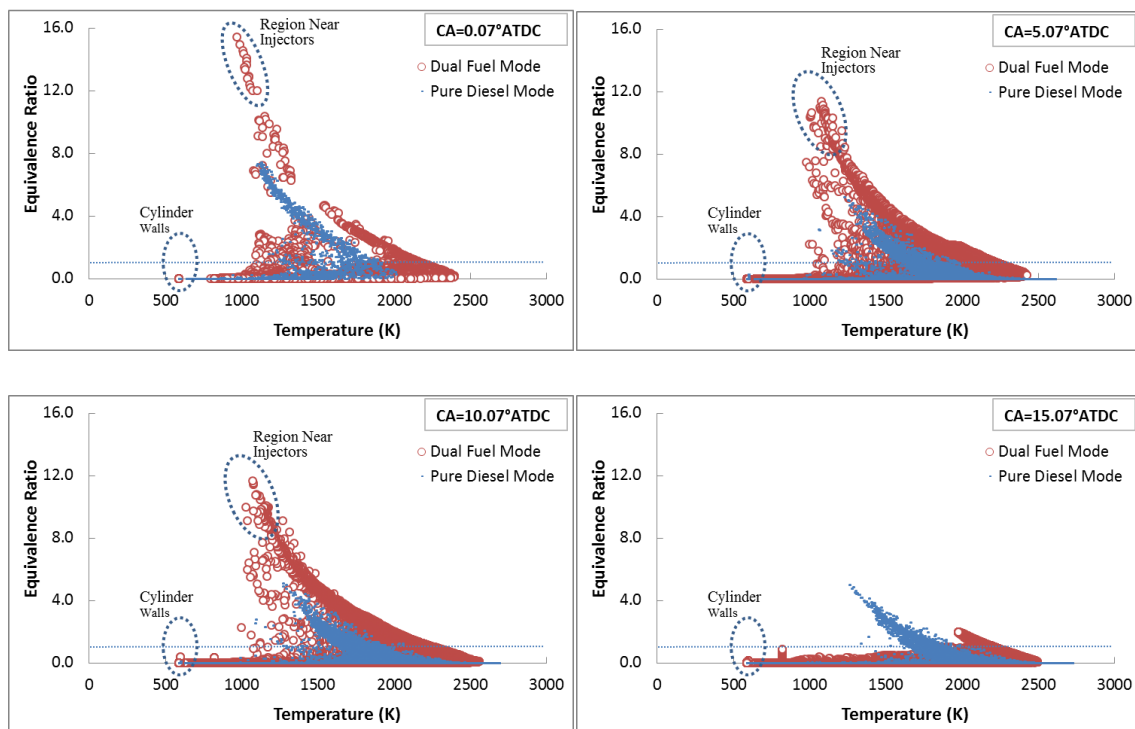 16.0
12.0
8.0
4.0
0.0
Equivalence Ratio
Region Near
Injectors
CA=0.07°ATDC
Dual Fuel Mode
Pure Diesel Mode
Cylinder
Walls
0 500 1000 1500 2000 2500 3000
Temperature (K)
16.0
12.0
8.0
4.0
0.0
Equivalence Ratio
Region Near
Injectors
CA=5.07°ATDC
Dual Fuel Mode
Pure Diesel Mode
Cylinder
Walls
0 500 1000 1500 2000 2500 3000
Temperature (K)
16.0
12.0
8.0
4.0
0.0
Equivalence Ratio
Region Near
Injectors
CA=10.07°ATDC
Dual Fuel Mode
Pure Diesel Mode
Cylinder
Walls
0 500 1000 1500 2000 2500 3000
Temperature (K)
16.0
12.0
8.0
4.0
0.0
Equivalence Ratio
CA=15.07°ATDC
Dual Fuel Mode
Pure Diesel Mode
Cylinder
Walls
0 500 1000 1500 2000 2500 3000
Temperature (K)